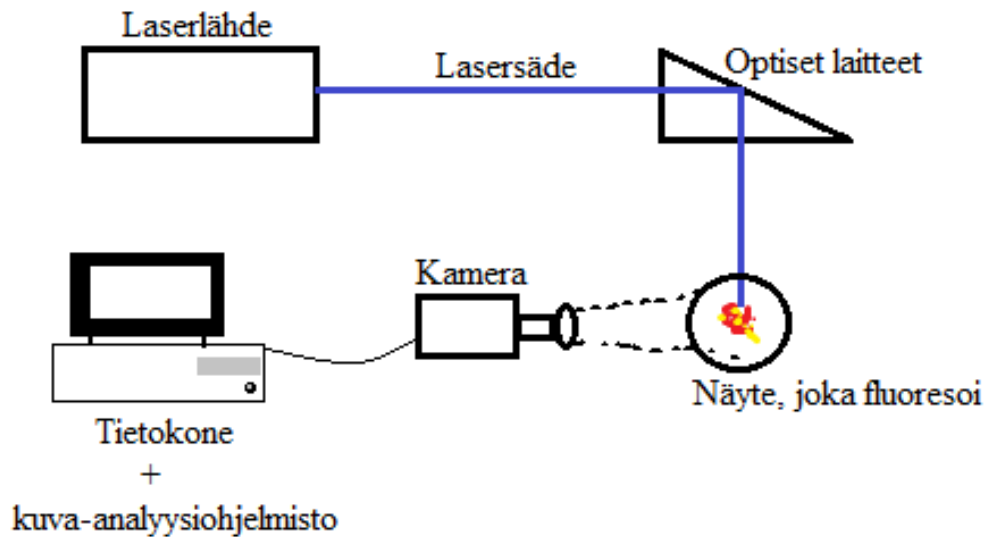 Laserlähde
Lasersäde
Optiset laitteet
Kamera
Näyte, joka fluoresoi
Tietokone
+
kuva-analyysiohjelmisto